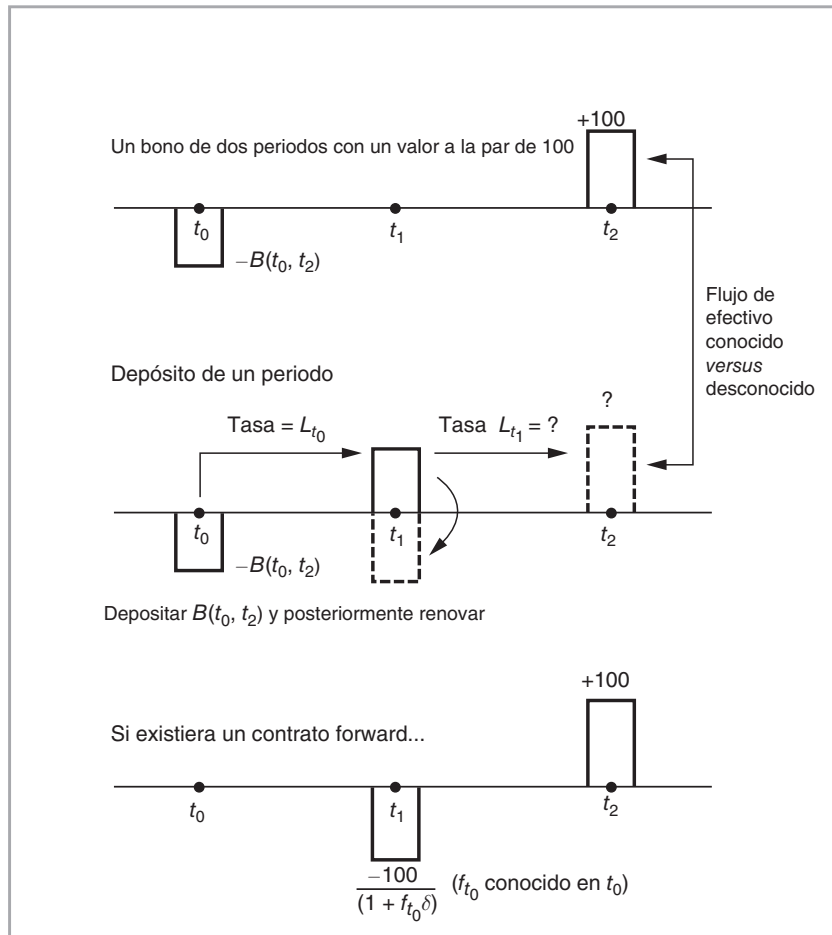 +100
Un bono de dos periodos con un valor a la par de 100
t0
t1
t2
−B(t0, t2)
Flujo de
efectivo
conocido
versus
desconocido
Depósito de un periodo
?
Tasa = Lt0
Tasa Lt1 = ?
t0
t1
t2
−B(t0, t2)
Depositar B(t0, t2) y posteriormente renovar
+100
Si existiera un contrato forward...
t0
t1
t2
−100
(1 + ft0δ)
(ft0 conocido en t0)